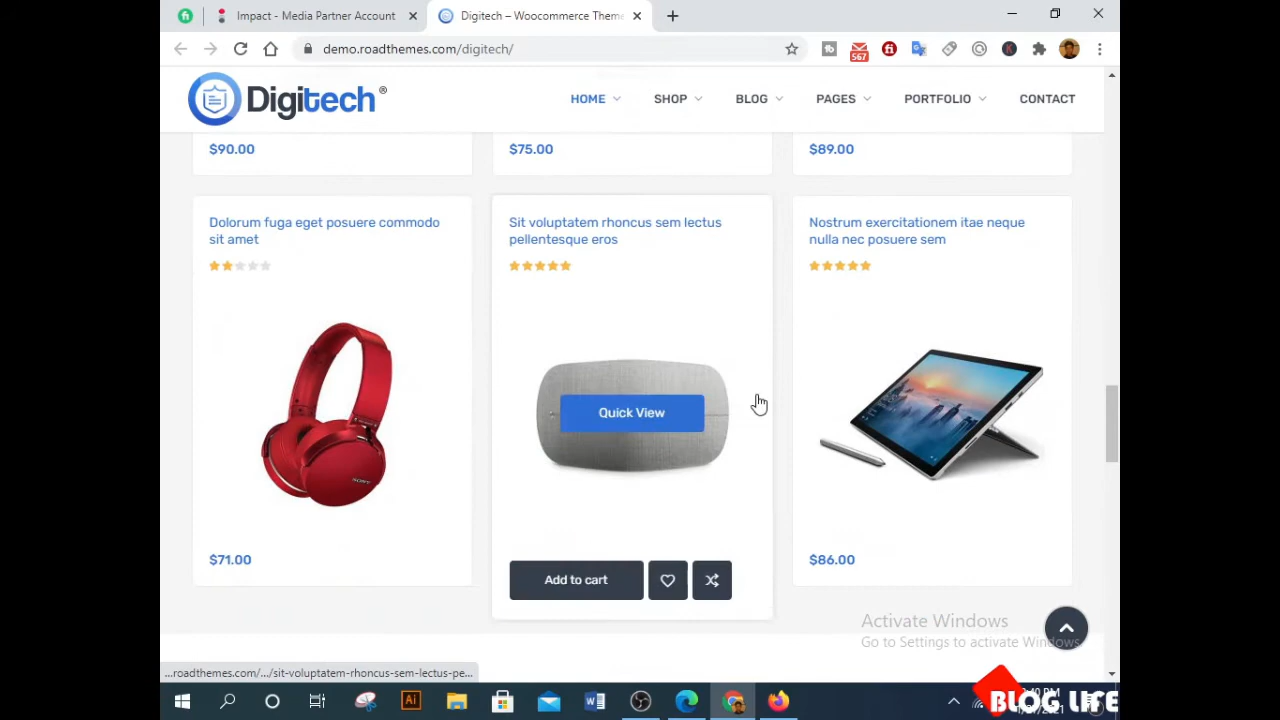 Impact - Media Partner Account
Digitech – Woocommerce Theme
demo.roadthemes.com/digitech/
567
Digitech®
HOME
SHOP
BLOG
PAGES
PORTFOLIO
CONTACT
$90.00
$75.00
$89.00
Dolorum fuga eget posuere commodo
sit amet
Sit voluptatem rhoncus sem lectus
pellentesque eros
Nostrum exercitationem itae neque
nulla nec posuere sem
SONY
Quick View
$71.00
Add to cart
$86.00
Activate Windows
Go to Settings to activate Windows
...roadthemes.com/.../sit-voluptatem-rhoncus-sem-lectus-pe...
Ai
BLOG LIFE